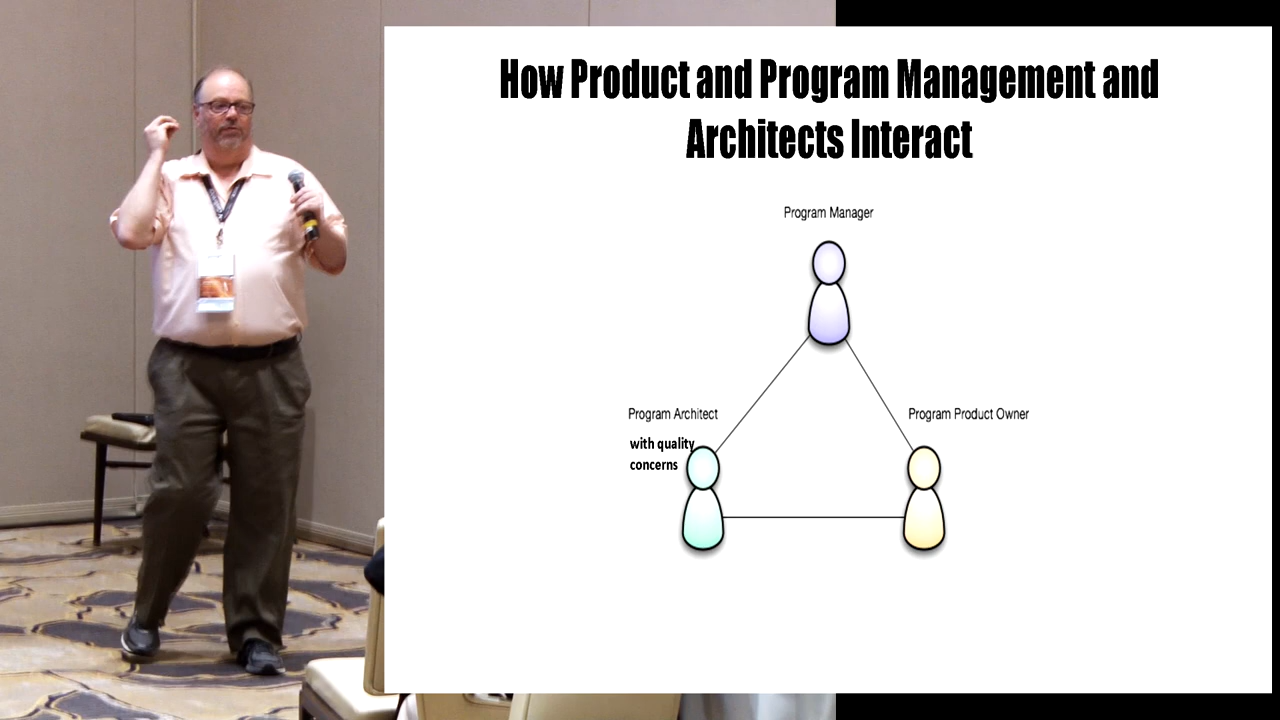 How Product and Program Management and
Architects Interact
Program Manager
Program Architect
Program Product Owner
with quality
concerns